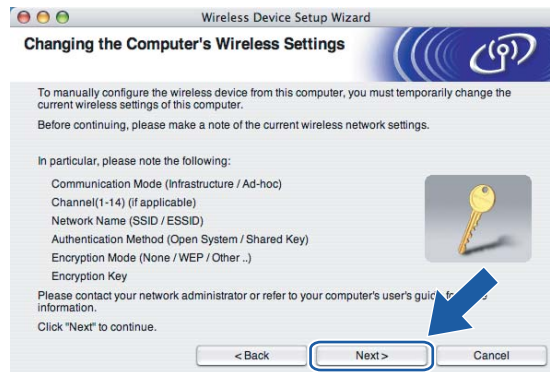 Wireless Device Setup Wizard
Changing the Computer's Wireless Settings
To manually configure the wireless device from this computer, you must temporarily change the
current wireless settings of this computer.
Before continuing, please make a note of the current wireless network settings.
In particular, please note the following:
Communication Mode (Infrastructure / Ad-hoc)
Channel(1-14) (if applicable)
Network Name (SSID / ESSID)
Authentication Method (Open System / Shared Key)
Encryption Mode (None / WEP / Other ..)
Encryption Key
Please contact your network administrator or refer to your computer's user's guide
information.
Click "Next" to continue.
< Back
Next >
Cancel